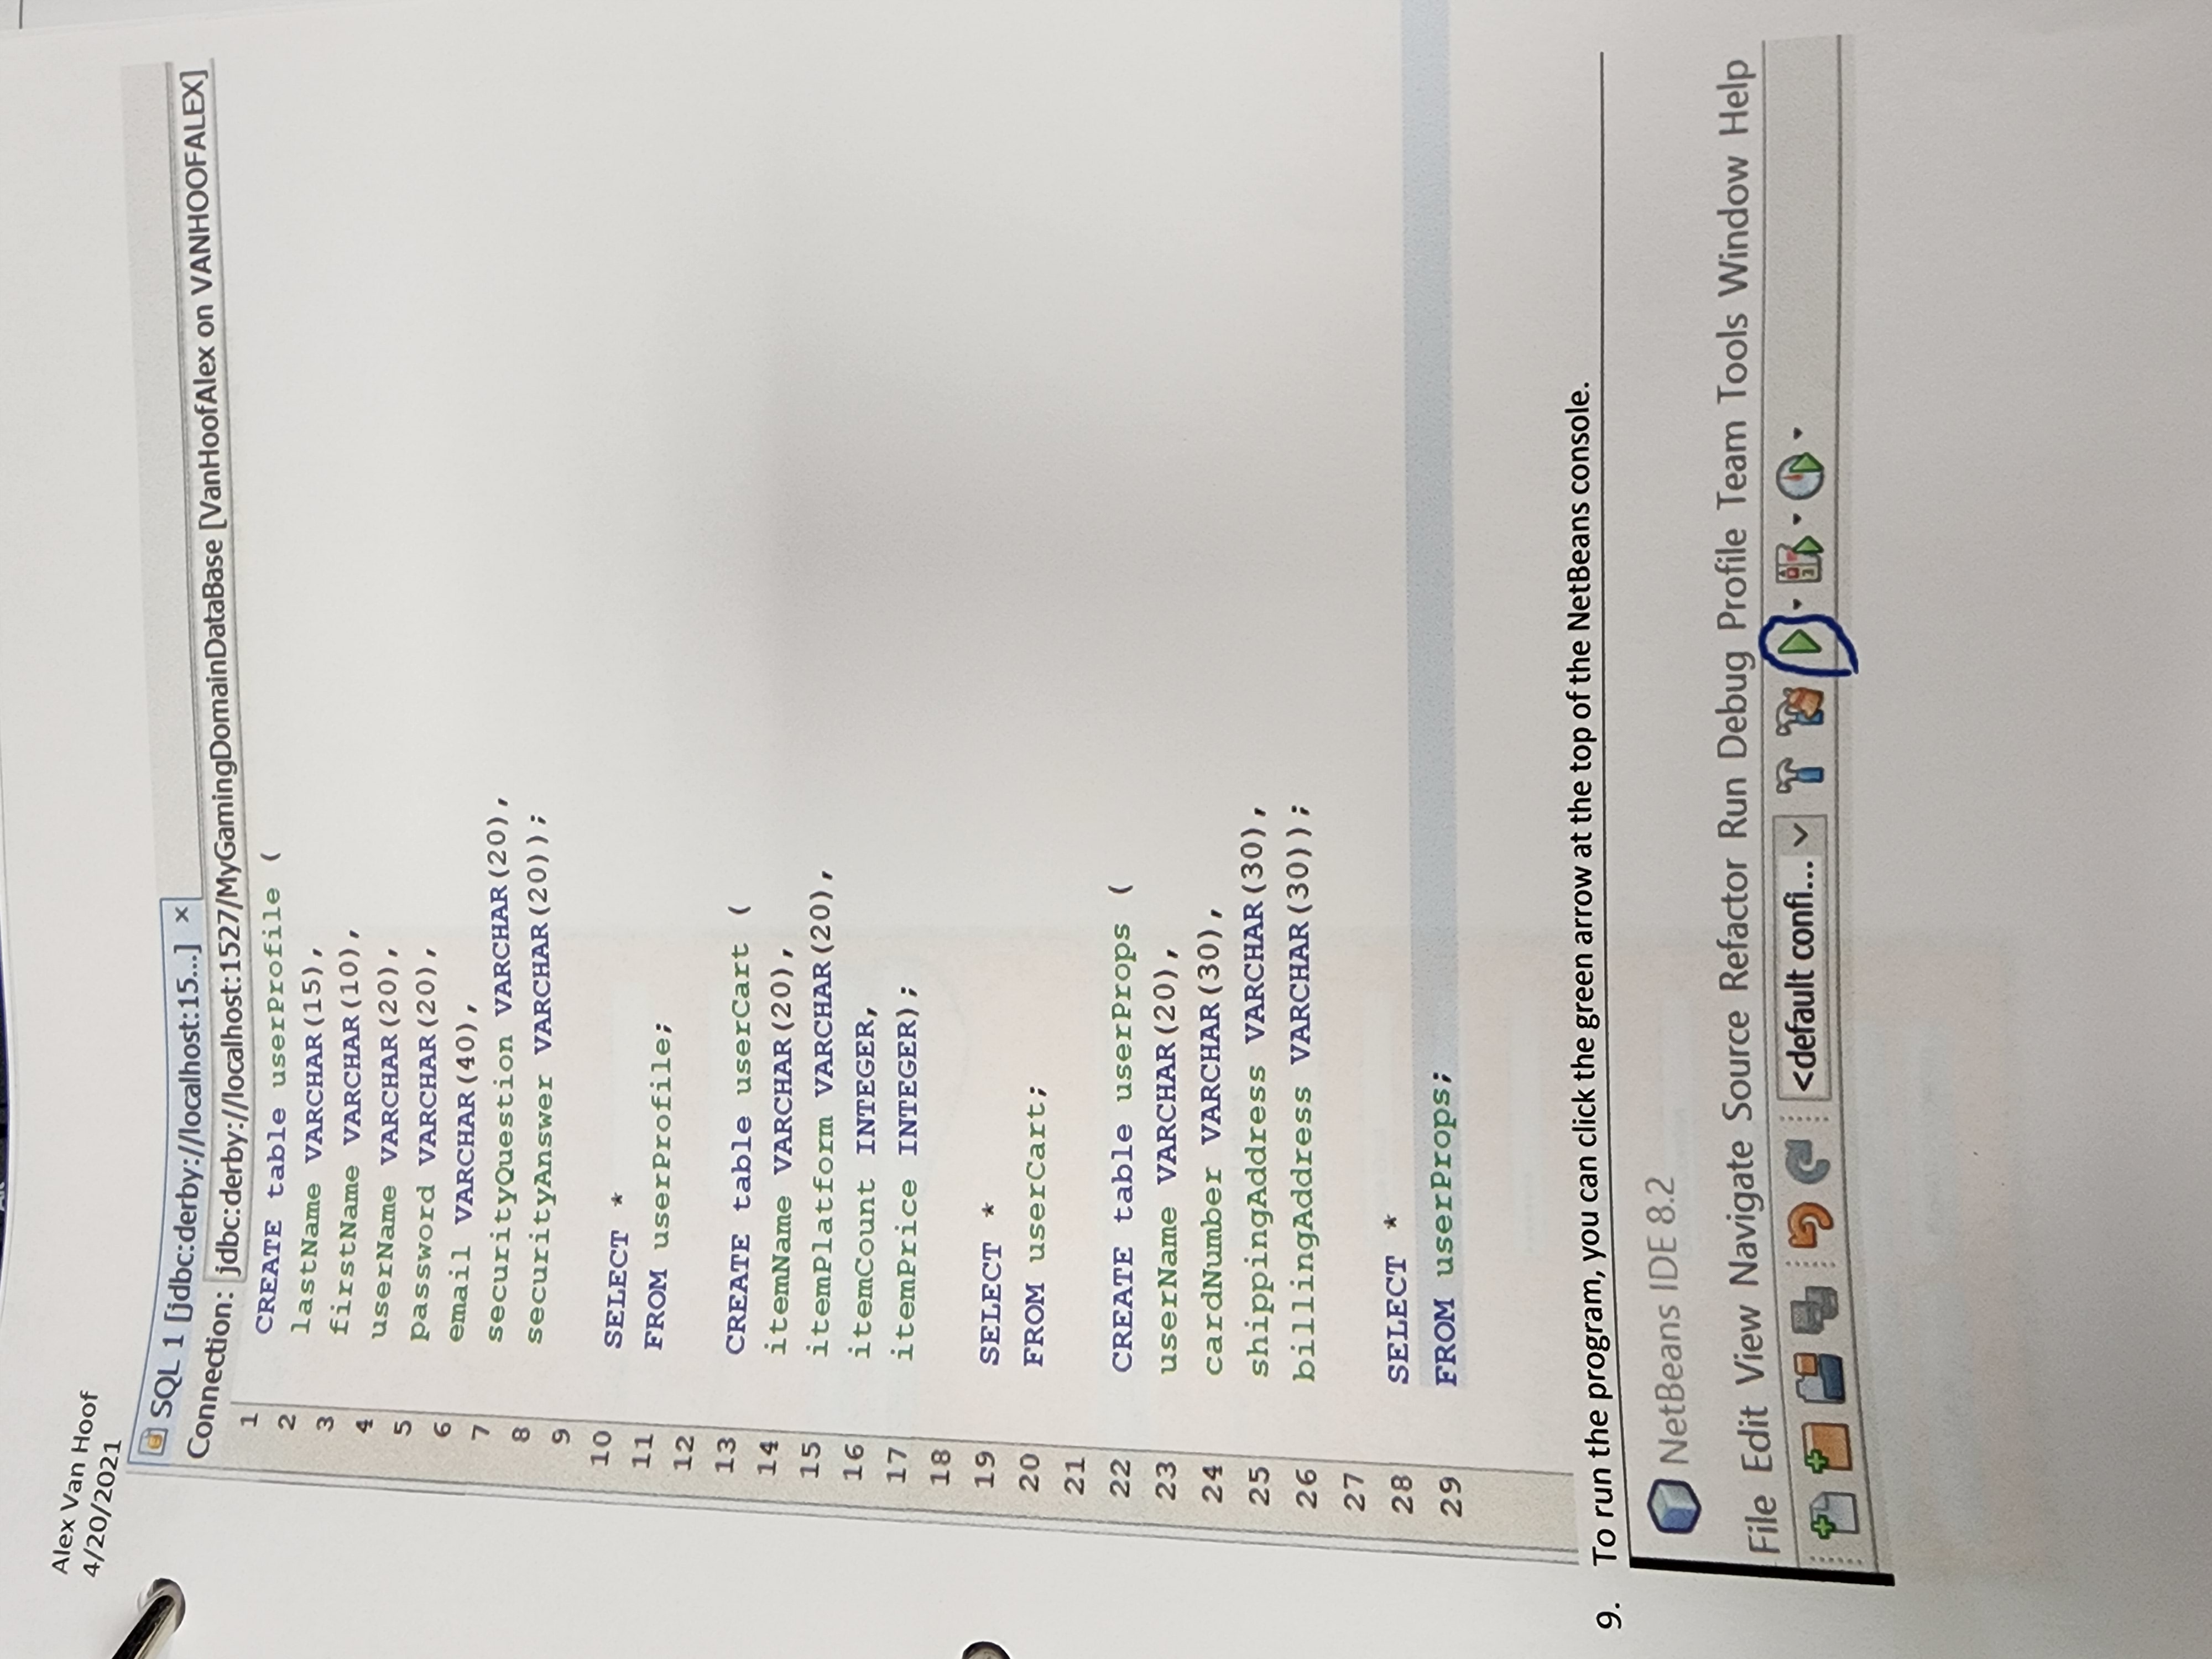 Alex Van Hoof
4/20/2021
SQL 1 [jdbc:derby://localhost:15...] ×
Connection: jdbc:derby://localhost:1527/MyGamingDomainDataBase [VanHoofAlex on VANHOOFALEX]
1 CREATE table userProfile (
2 lastName VARCHAR(15),
3 firstName VARCHAR(10),
4 userName VARCHAR(20),
5 password VARCHAR(20),
6 email VARCHAR(40),
7 securityQuestion VARCHAR(20),
8 securityAnswer VARCHAR(20));
9
10 SELECT *
11 FROM userProfile;
12
13 CREATE table userCart (
14 itemName VARCHAR(20),
15 itemPlatform VARCHAR(20),
16 itemCount INTEGER,
17 itemPrice INTEGER);
18
19 SELECT *
20 FROM userCart;
21
22 CREATE table userProps (
23 userName VARCHAR(20),
24 cardNumber VARCHAR(30),
25 shippingAddress VARCHAR(30),
26 billingAddress VARCHAR(30));
27
28 SELECT *
29 FROM userProps;
9. To run the program, you can click the green arrow at the top of the NetBeans console.
NetBeans IDE 8.2
File Edit View Navigate Source Refactor Run Debug Profile Team Tools Window Help
<default confi...